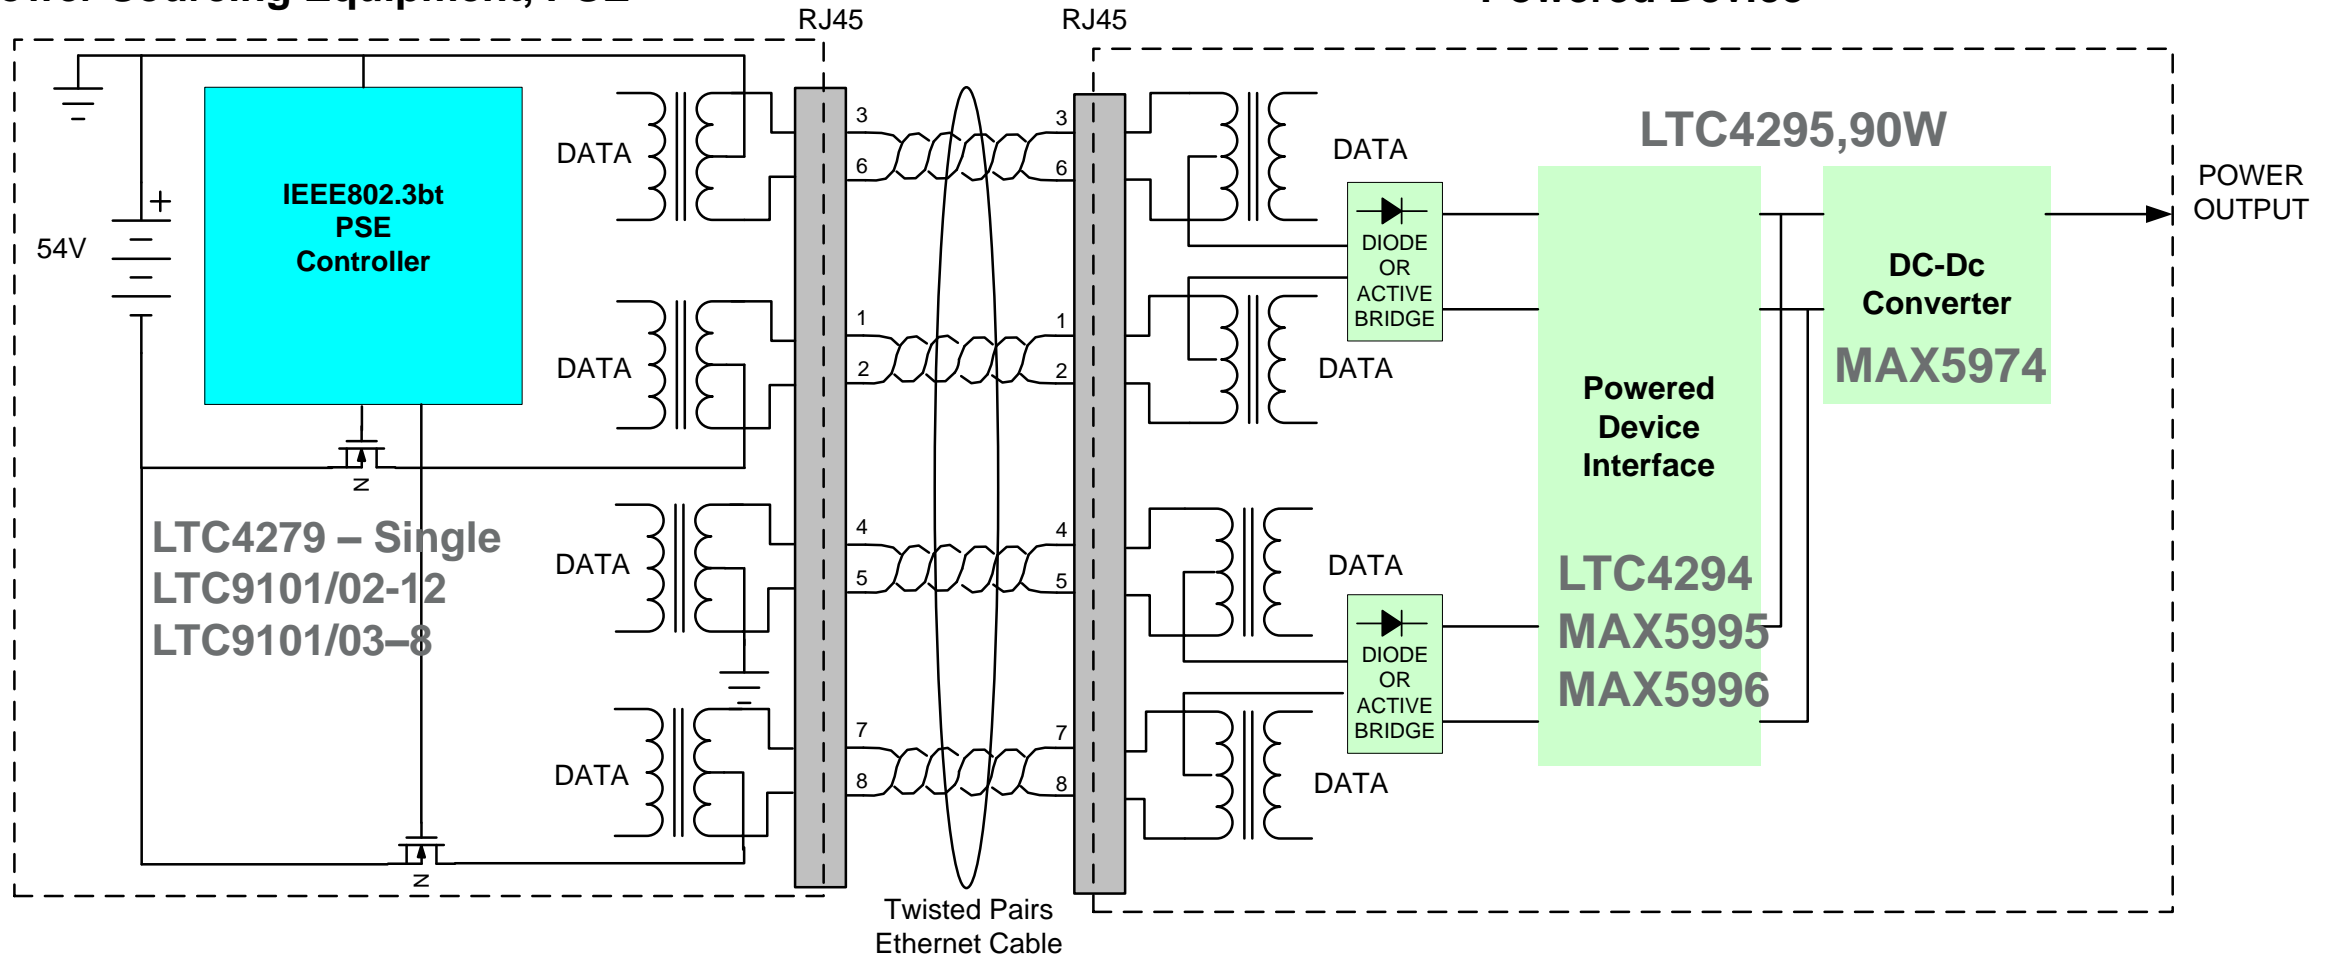 RJ45
RJ45
IEEE802.3bt
PSE
Controller
+
54V
DATA
DATA
DATA
DATA
LTC4279 – Single
LTC9101/02-12
LTC9101/03–8
N
N
3
6
1
2
4
5
7
8
3
6
1
2
4
5
7
8
Twisted Pairs
Ethernet Cable
DATA
DATA
DATA
DATA
DIODE
OR
ACTIVE
BRIDGE
DIODE
OR
ACTIVE
BRIDGE
LTC4295,90W
Powered
Device
Interface
LTC4294
MAX5995
MAX5996
DC-Dc
Converter
MAX5974
POWER
OUTPUT